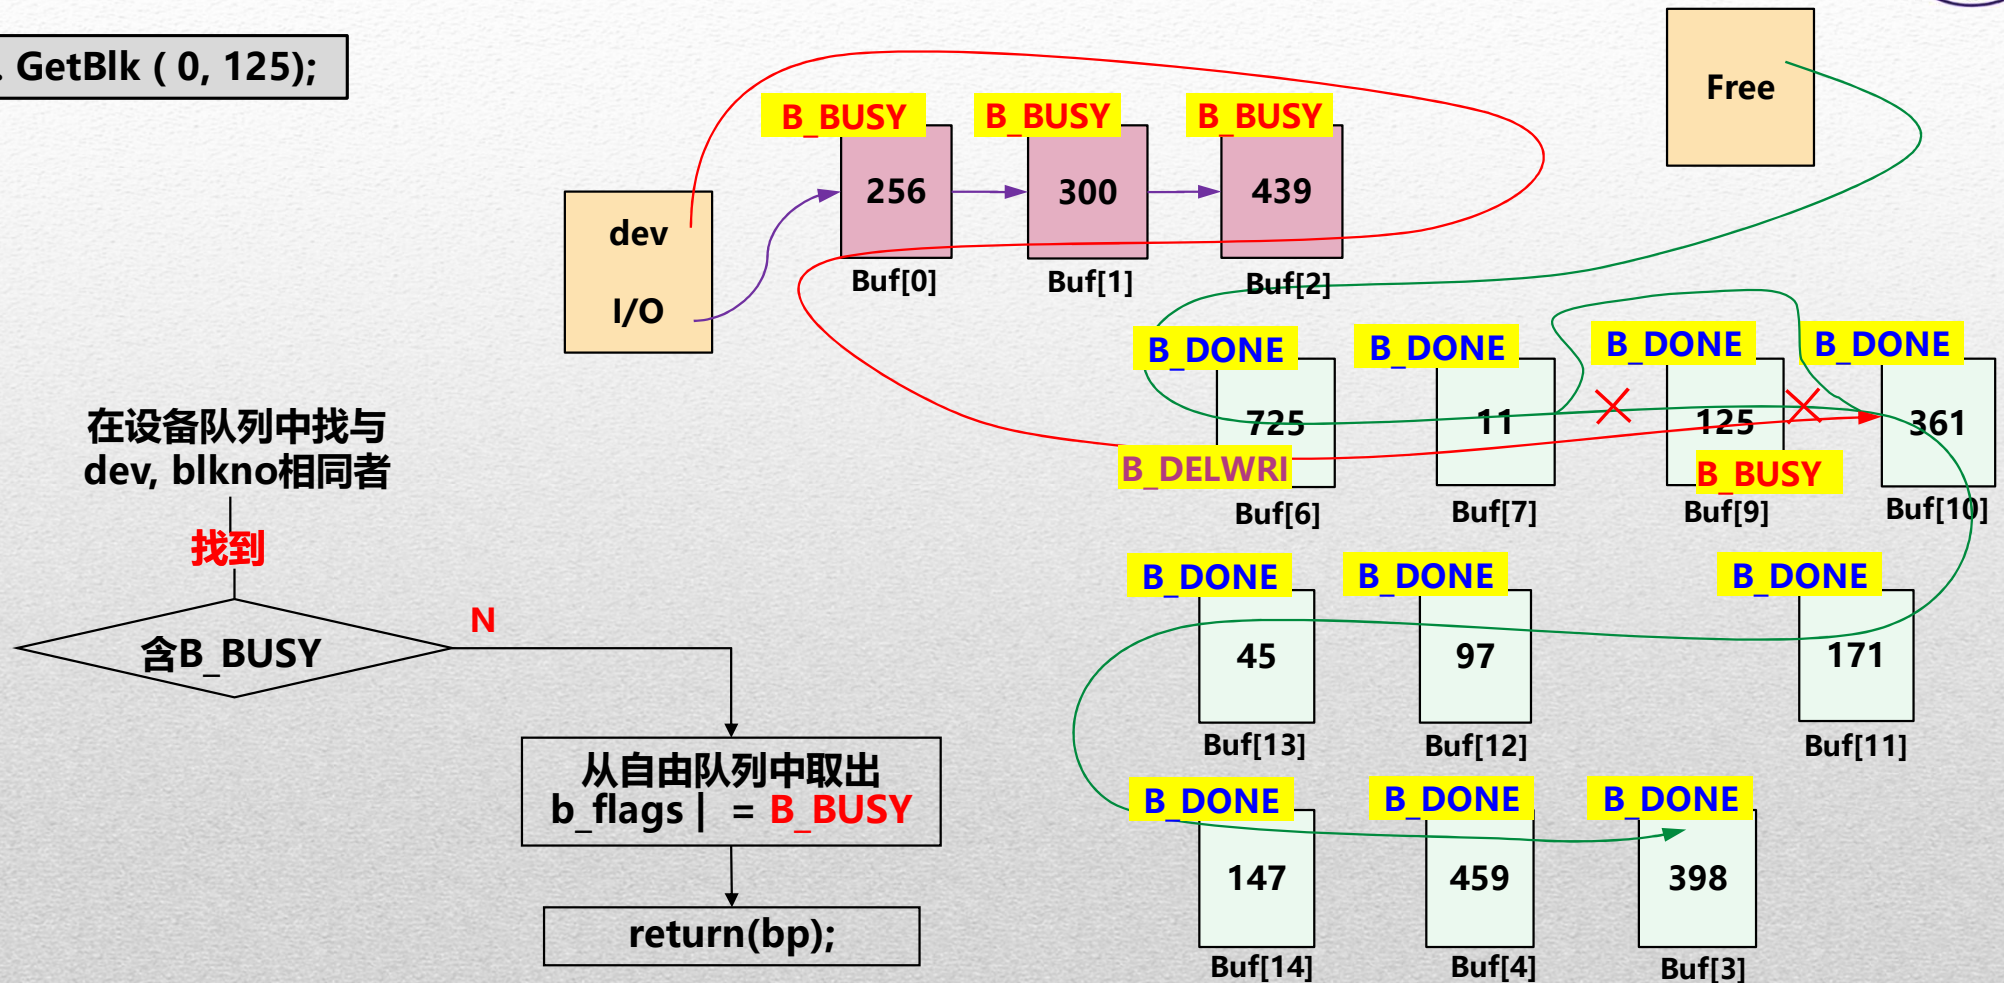 . GetBlk ( 0, 125);
Free
B_BUSY B_BUSY B_BUSY
256 300 439
dev
I/O
Buf[0] Buf[1] Buf[2]
B_DONE B_DONE B_DONE B_DONE
725 11 125 361
B_DELWRI B_BUSY
Buf[6] Buf[7] Buf[9] Buf[10]
在设备队列中找与
dev, blkno相同者
找到
含B_BUSY
N
从自由队列中取出
b_flags | = B_BUSY
return(bp);
B_DONE B_DONE B_DONE
45 97 171
Buf[13] Buf[12] Buf[11]
B_DONE B_DONE B_DONE
147 459 398
Buf[14] Buf[4] Buf[3]